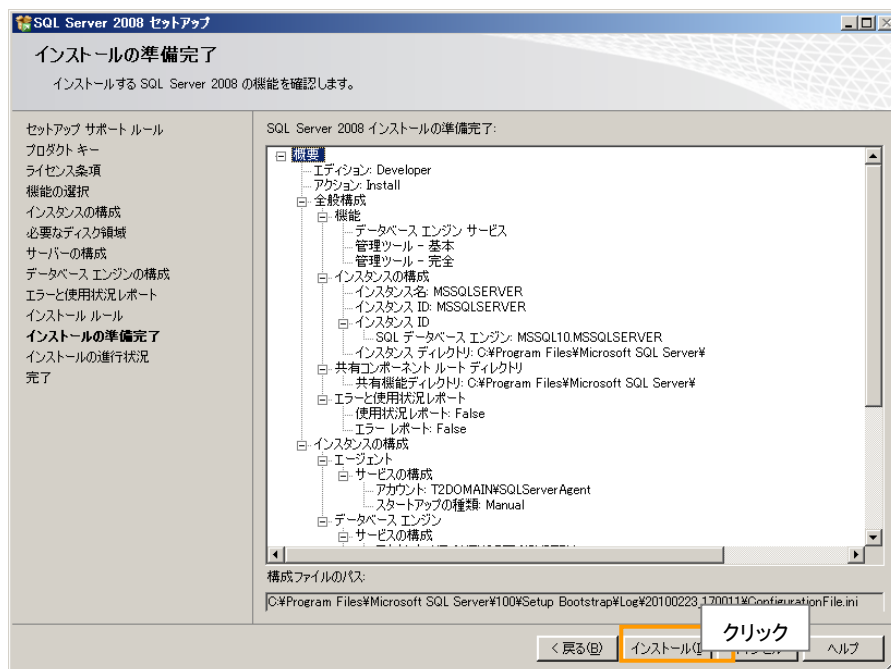 SQL Server 2008 セットアップ
インストールの準備完了
インストールする SQL Server 2008 の機能を確認します。
セットアップ サポート ルール
プロダクト キー
ライセンス条項
機能の選択
インスタンスの構成
必要なディスク領域
サーバーの構成
データベース エンジンの構成
エラーと使用状況レポート
インストール ルール
インストールの準備完了
インストールの進行状況
完了
SQL Server 2008 インストールの準備完了:
概要
エディション: Developer
アクション: Install
全般構成
機能
データベース エンジン サービス
管理ツール - 基本
管理ツール - 完全
インスタンスの構成
インスタンス名: MSSQLSERVER
インスタンス ID: MSSQLSERVER
インスタンス ID
SQL データベース エンジン: MSSQL10.MSSQLSERVER
インスタンス ディレクトリ: C:¥Program Files¥Microsoft SQL Server¥
共有コンポーネント ルート ディレクトリ
共有機能ディレクトリ: C:¥Program Files¥Microsoft SQL Server¥
エラーと使用状況レポート
使用状況レポート: False
エラー レポート: False
インスタンスの構成
エージェント
サービスの構成
アカウント: T2DOMAIN¥SQLServerAgent
スタートアップの種類: Manual
データベース エンジン
サービスの構成
構成ファイルのパス:
C:¥Program Files¥Microsoft SQL Server¥100¥Setup Bootstrap¥Log¥20100223_170011¥ConfigurationFile.ini
クリック
< 戻る(B)
インストール(I
ヘルプ